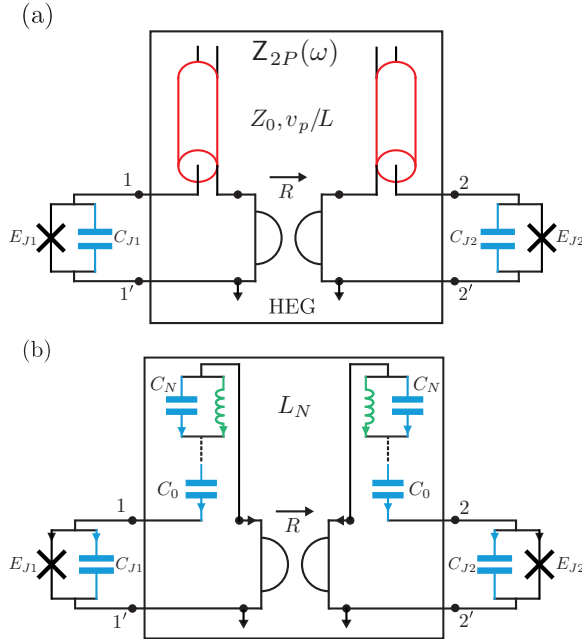 (a)
Z_{2P}(ω)
Z_0, v_p/L
1
2
R
E_{J1}
C_{J1}
C_{J2}
E_{J2}
1′
2′
HEG
(b)
C_N
L_N
C_N
C_0
C_0
1
2
R
E_{J1}
C_{J1}
C_{J2}
E_{J2}
1′
2′